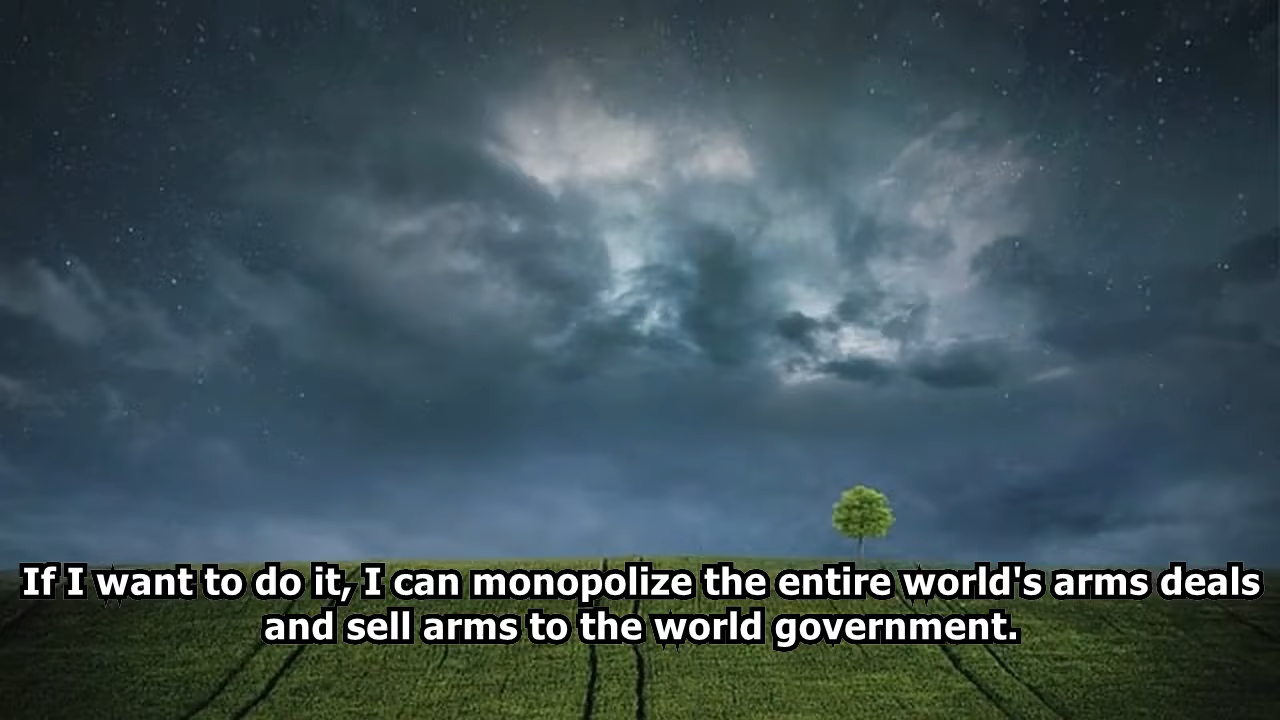 If I want to do it, I can monopolize the entire world's arms deals
and sell arms to the world government.